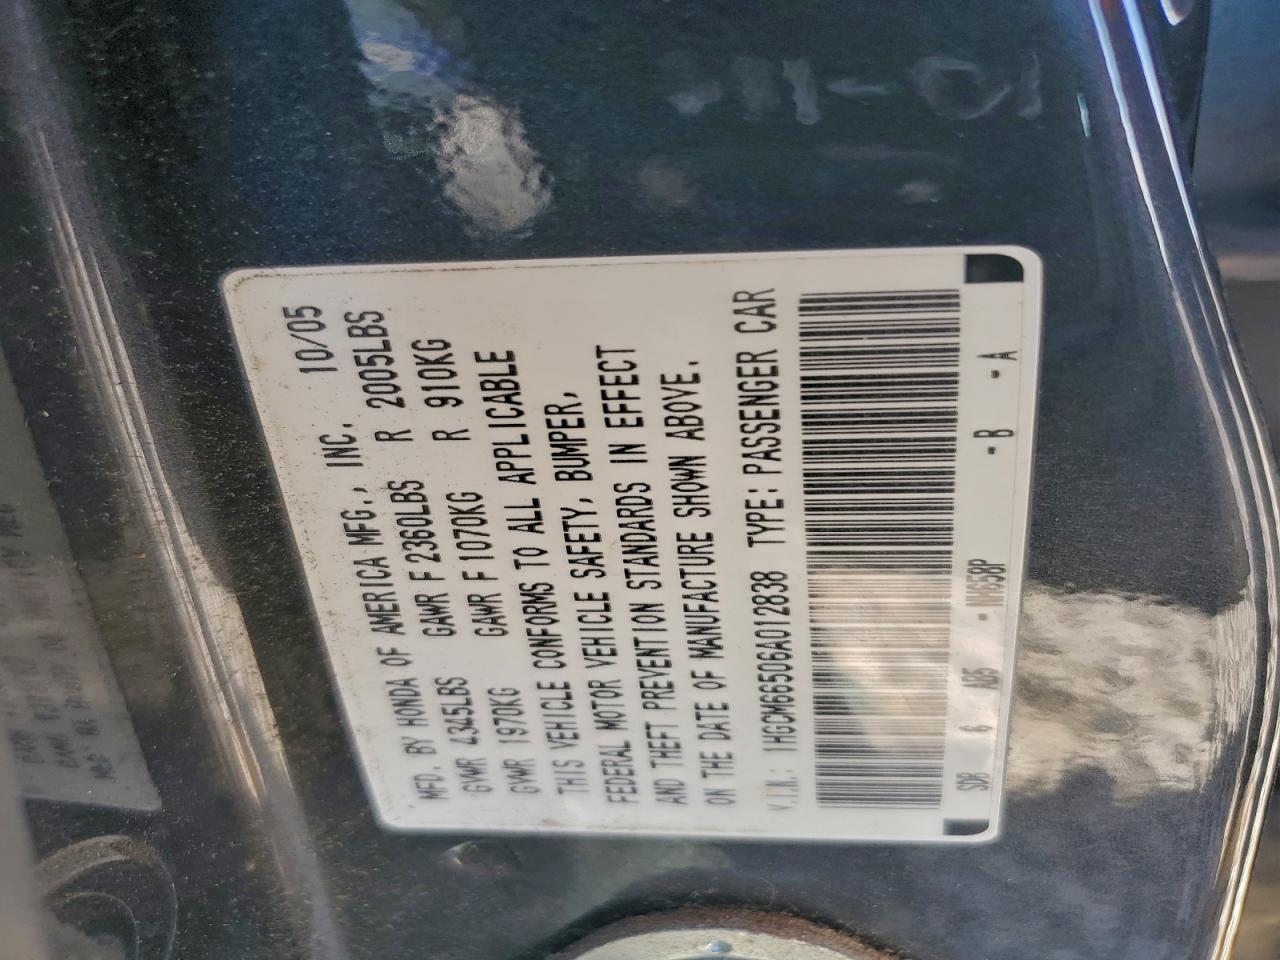 MFD. BY HONDA OF AMERICA MFG., INC. 10/05
GVWR 4345LBS GAWR F 2360LBS R 2005LBS
GVWR 1970KG GAWR F 1070KG R 910KG
THIS VEHICLE CONFORMS TO ALL APPLICABLE
FEDERAL MOTOR VEHICLE SAFETY, BUMPER,
AND THEFT PREVENTION STANDARDS IN EFFECT
ON THE DATE OF MANUFACTURE SHOWN ABOVE.
V.I.N.: 1HGCM66506A012838 TYPE: PASSENGER CAR
SDB 6 AB5 - NH658P - B - A